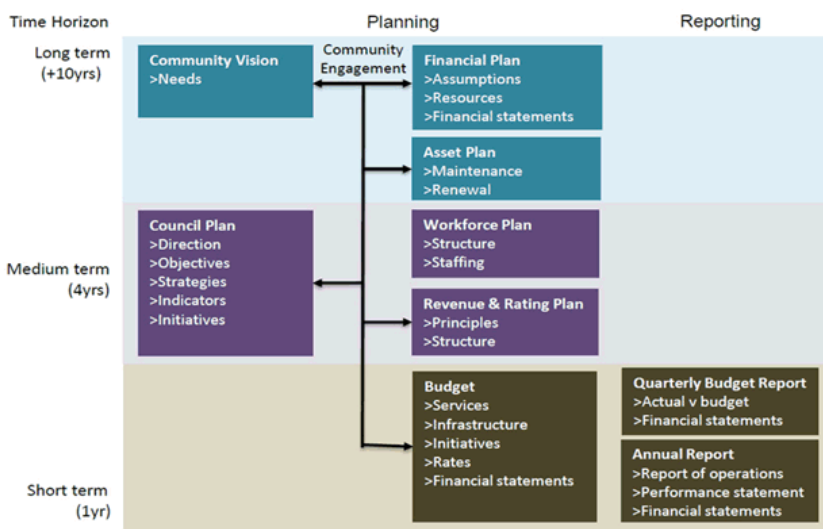 Time Horizon
Planning
Reporting
Long term
(+10yrs)
Community Vision
>Needs
Community
Engagement
Financial Plan
>Assumptions
>Resources
>Financial statements
Asset Plan
>Maintenance
>Renewal
Medium term
(4yrs)
Council Plan
>Direction
>Objectives
>Strategies
>Indicators
>Initiatives
Workforce Plan
>Structure
>Staffing
Revenue & Rating Plan
>Principles
>Structure
Short term
(1yr)
Budget
>Services
>Infrastructure
>Initiatives
>Rates
>Financial statements
Quarterly Budget Report
>Actual v budget
>Financial statements
Annual Report
>Report of operations
>Performance statement
>Financial statements